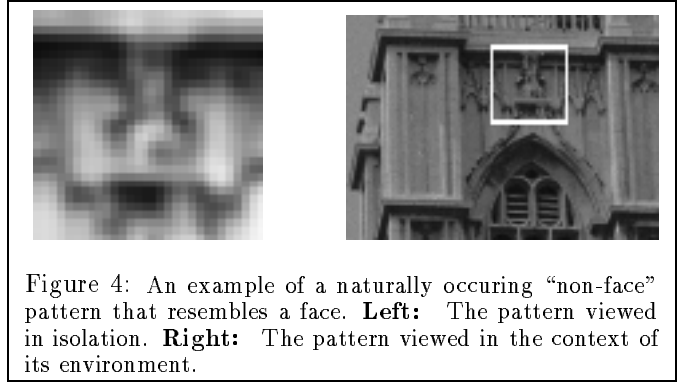 Figure 4: An example of a naturally occuring “non-face”
pattern that resembles a face. Left: The pattern viewed
in isolation. Right: The pattern viewed in the context of
its environment.